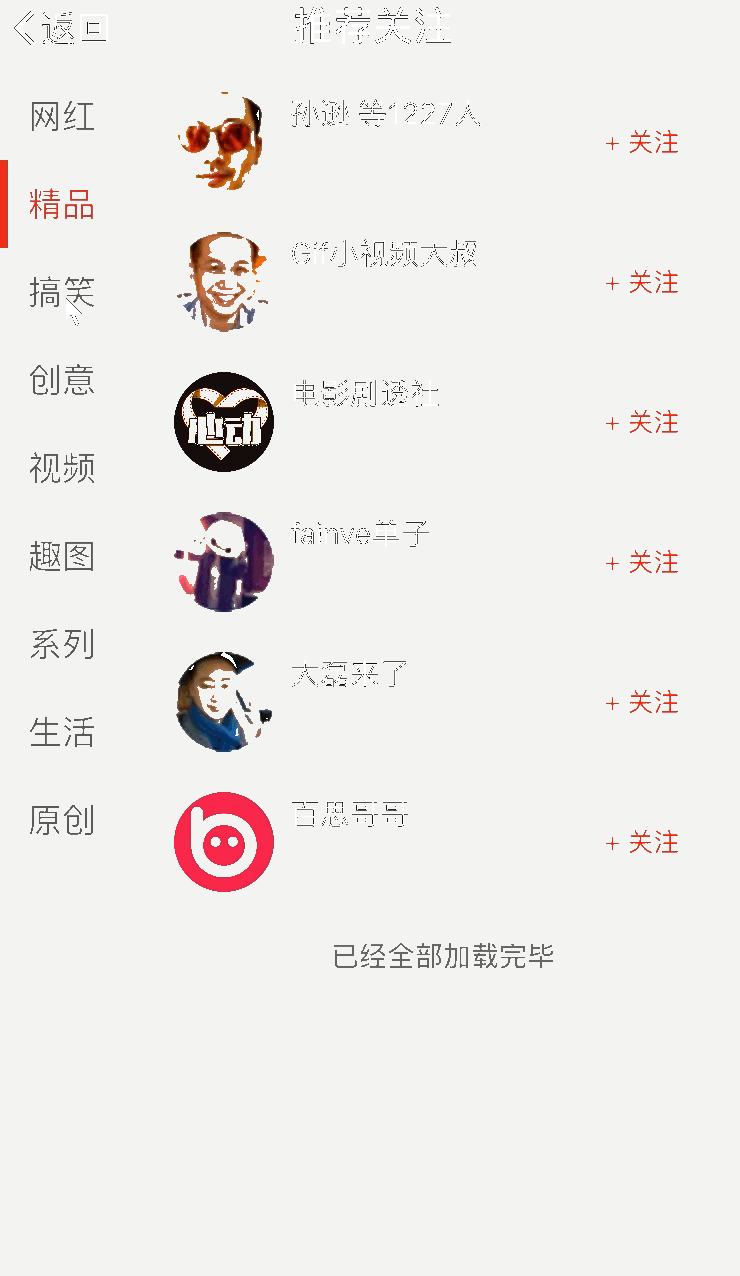 返回
推荐关注
网红
精品
搞笑
创意
视频
趣图
系列
生活
原创
孙逊 等1227人
+ 关注
Gif小视频大叔
+ 关注
心动
电影剧透社
+ 关注
fainve羊子
+ 关注
大磊来了
+ 关注
百思哥哥
+ 关注
已经全部加载完毕